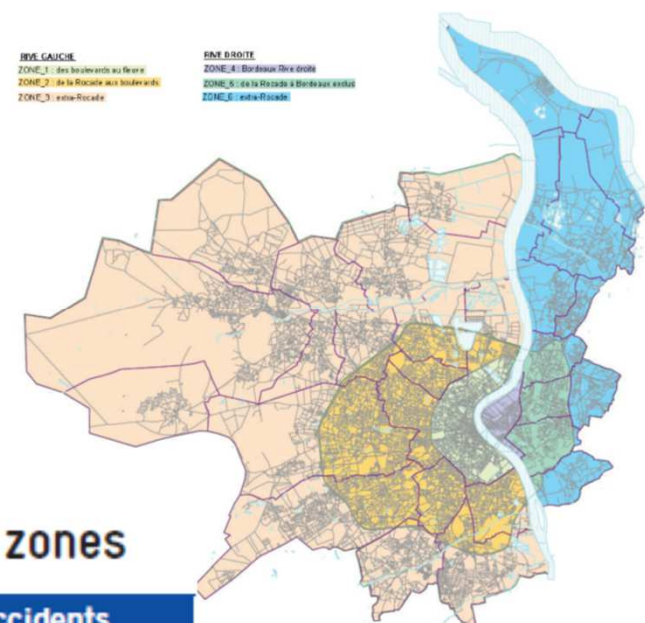 RIVE GAUCHE
ZONE_1 : des boulevards au fleuve
ZONE_2 : de la Rocade aux boulevards
ZONE_3 : extra-Rocade
RIVE DROITE
ZONE_4 : Bordeaux Rive droite
ZONE_5 : de la Rocade à Bordeaux exclus
ZONE_6 : extra-Rocade
zones
ccidents